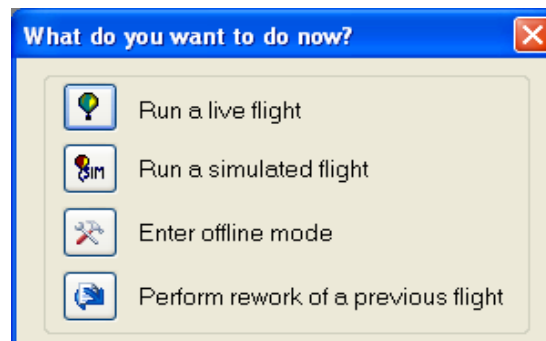 What do you want to do now?
Run a live flight
SIM
Run a simulated flight
Enter offline mode
Perform rework of a previous flight